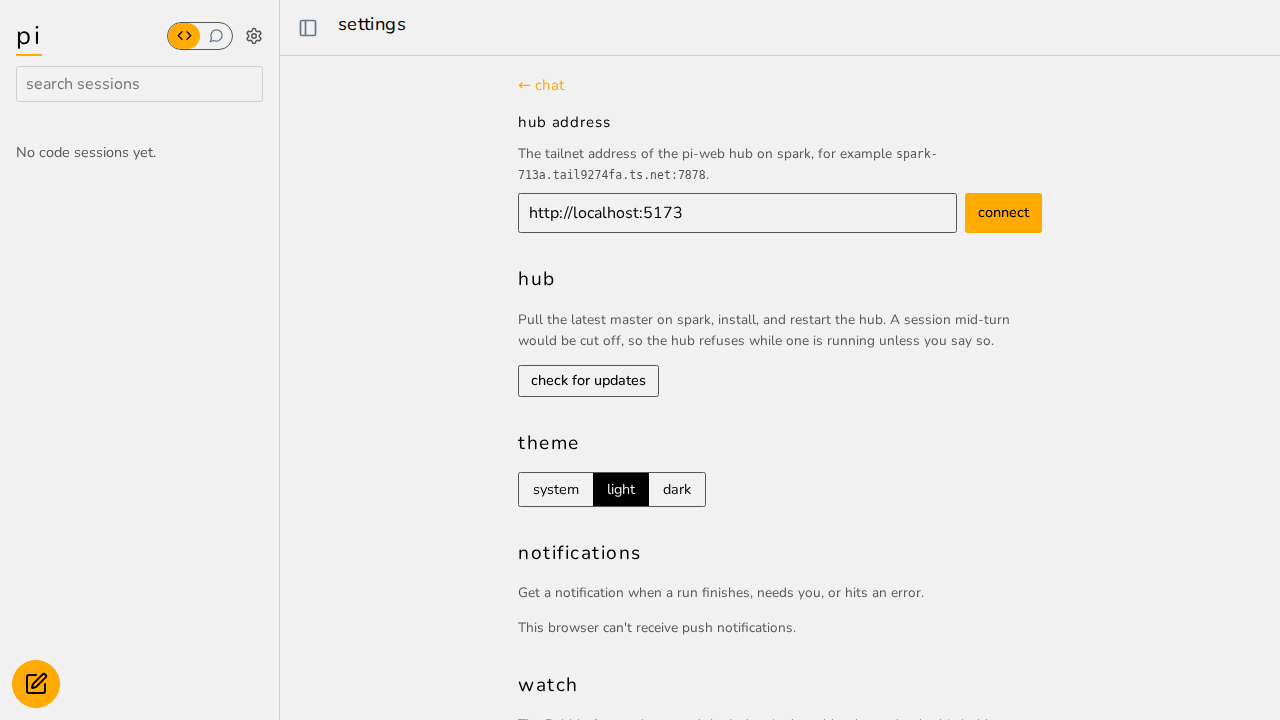 pi
search sessions
No code sessions yet.
settings
← chat
hub address
The tailnet address of the pi-web hub on spark, for example spark-
713a.tail9274fa.ts.net:7878.
http://localhost:5173
connect
hub
Pull the latest master on spark, install, and restart the hub. A session mid-turn
would be cut off, so the hub refuses while one is running unless you say so.
check for updates
theme
system light dark
notifications
Get a notification when a run finishes, needs you, or hits an error.
This browser can't receive push notifications.
watch